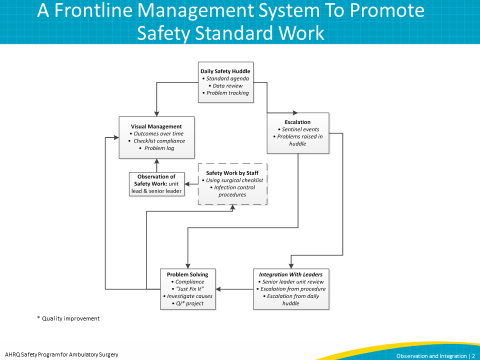 A Frontline Management System To Promote
Safety Standard Work
Daily Safety Huddle
• Standard agenda
• Data review
• Problem tracking
Visual Management
• Outcomes over time
• Checklist compliance
• Problem log
Escalation
• Sentinel events
• Problems raised in
huddle
Observation of
Safety Work: unit
lead & senior leader
Safety Work by Staff
• Using surgical checklist
• Infection control
procedures
Problem Solving
• Compliance
• "Just Fix It"
• Investigate causes
• QI* project
Integration With Leaders
• Senior leader unit review
• Escalation from procedure
• Escalation from daily
huddle
* Quality improvement
AHRQ Safety Program for Ambulatory Surgery
Observation and Integration | 2